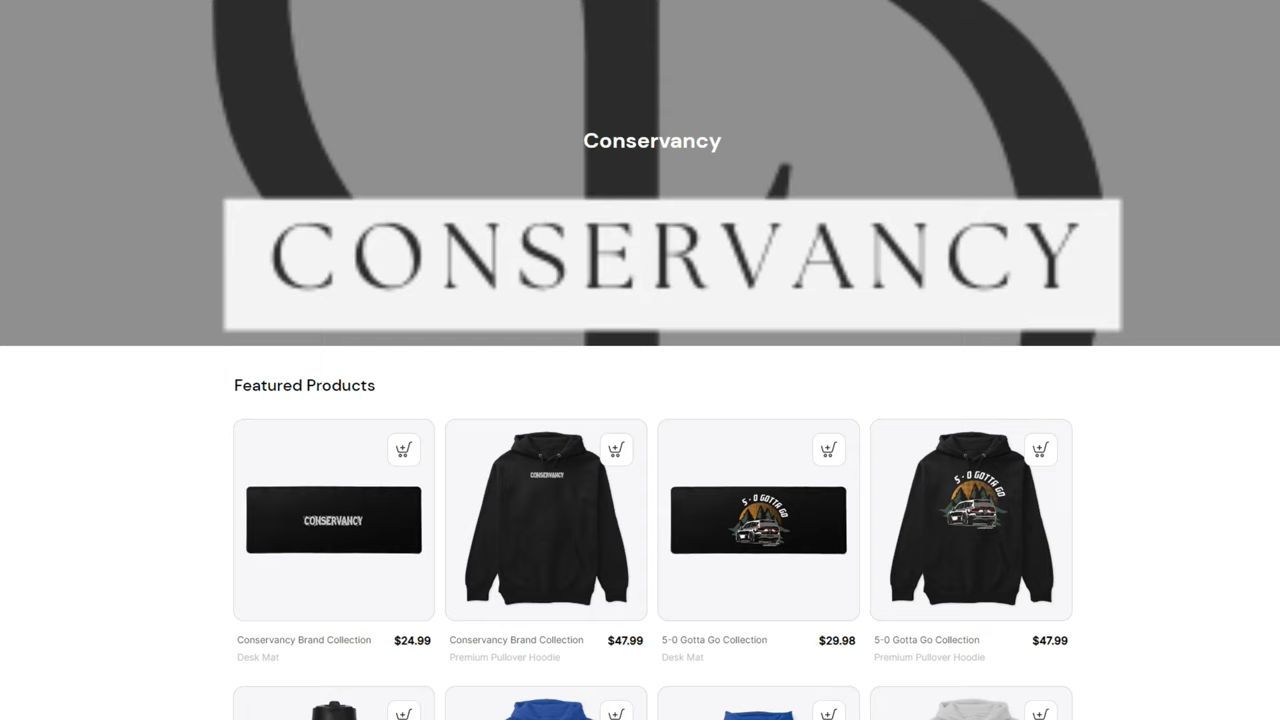 Conservancy
CONSERVANCY
Featured Products
CONSERVANCY
CONSERVANCY
5-0 GOTTA GO
5-0 GOTTA GO
Conservancy Brand Collection $24.99
Desk Mat
Conservancy Brand Collection $47.99
Premium Pullover Hoodie
5-0 Gotta Go Collection $29.98
Desk Mat
5-0 Gotta Go Collection $47.99
Premium Pullover Hoodie